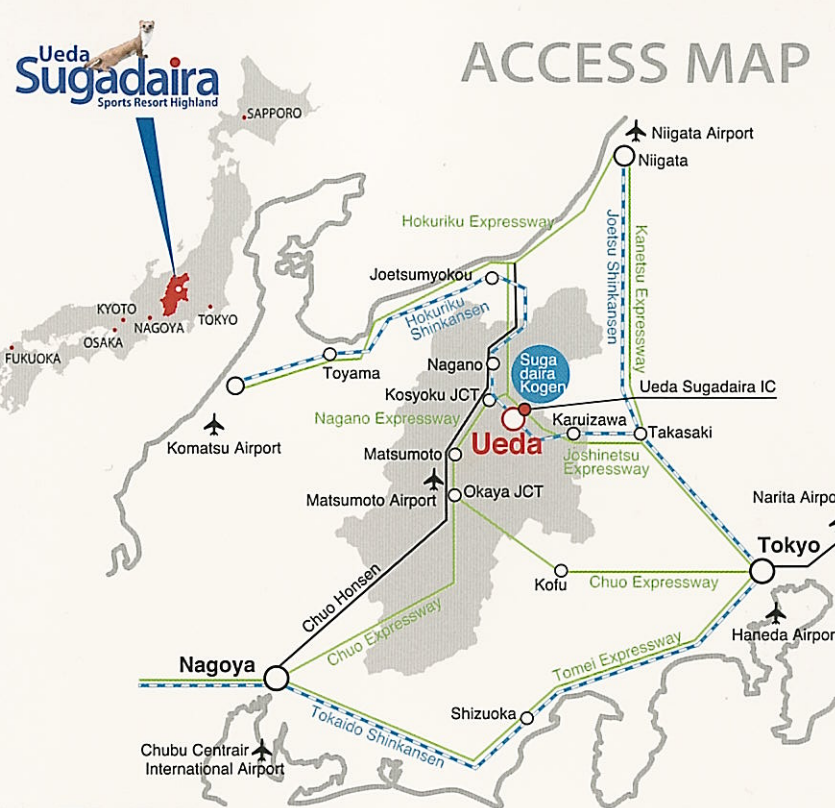 Ueda
Sugadaira
Sports Resort Highland
ACCESS MAP
SAPPORO
KYOTO
OSAKA
NAGOYA
TOKYO
FUKUOKA
Niigata Airport
Niigata
Hokuriku Expressway
Joetsu Shinkansen
Kanetsu Expressway
Joetsumyokou
Hokuriku
Shinkansen
Toyama
Nagano
Suga
daira
Kogen
Kosyoku JCT
Ueda Sugadaira IC
Nagano Expressway
Karuizawa
Takasaki
Komatsu Airport
Ueda
Matsumoto
Joshinetsu
Expressway
Matsumoto Airport
Okaya JCT
Narita Airpo
Tokyo
Kofu
Chuo Expressway
Chuo Honsen
Chuo Expressway
Haneda Airport
Nagoya
Tomei Expressway
Shizuoka
Tokaido Shinkansen
Chubu Centrair
International Airport